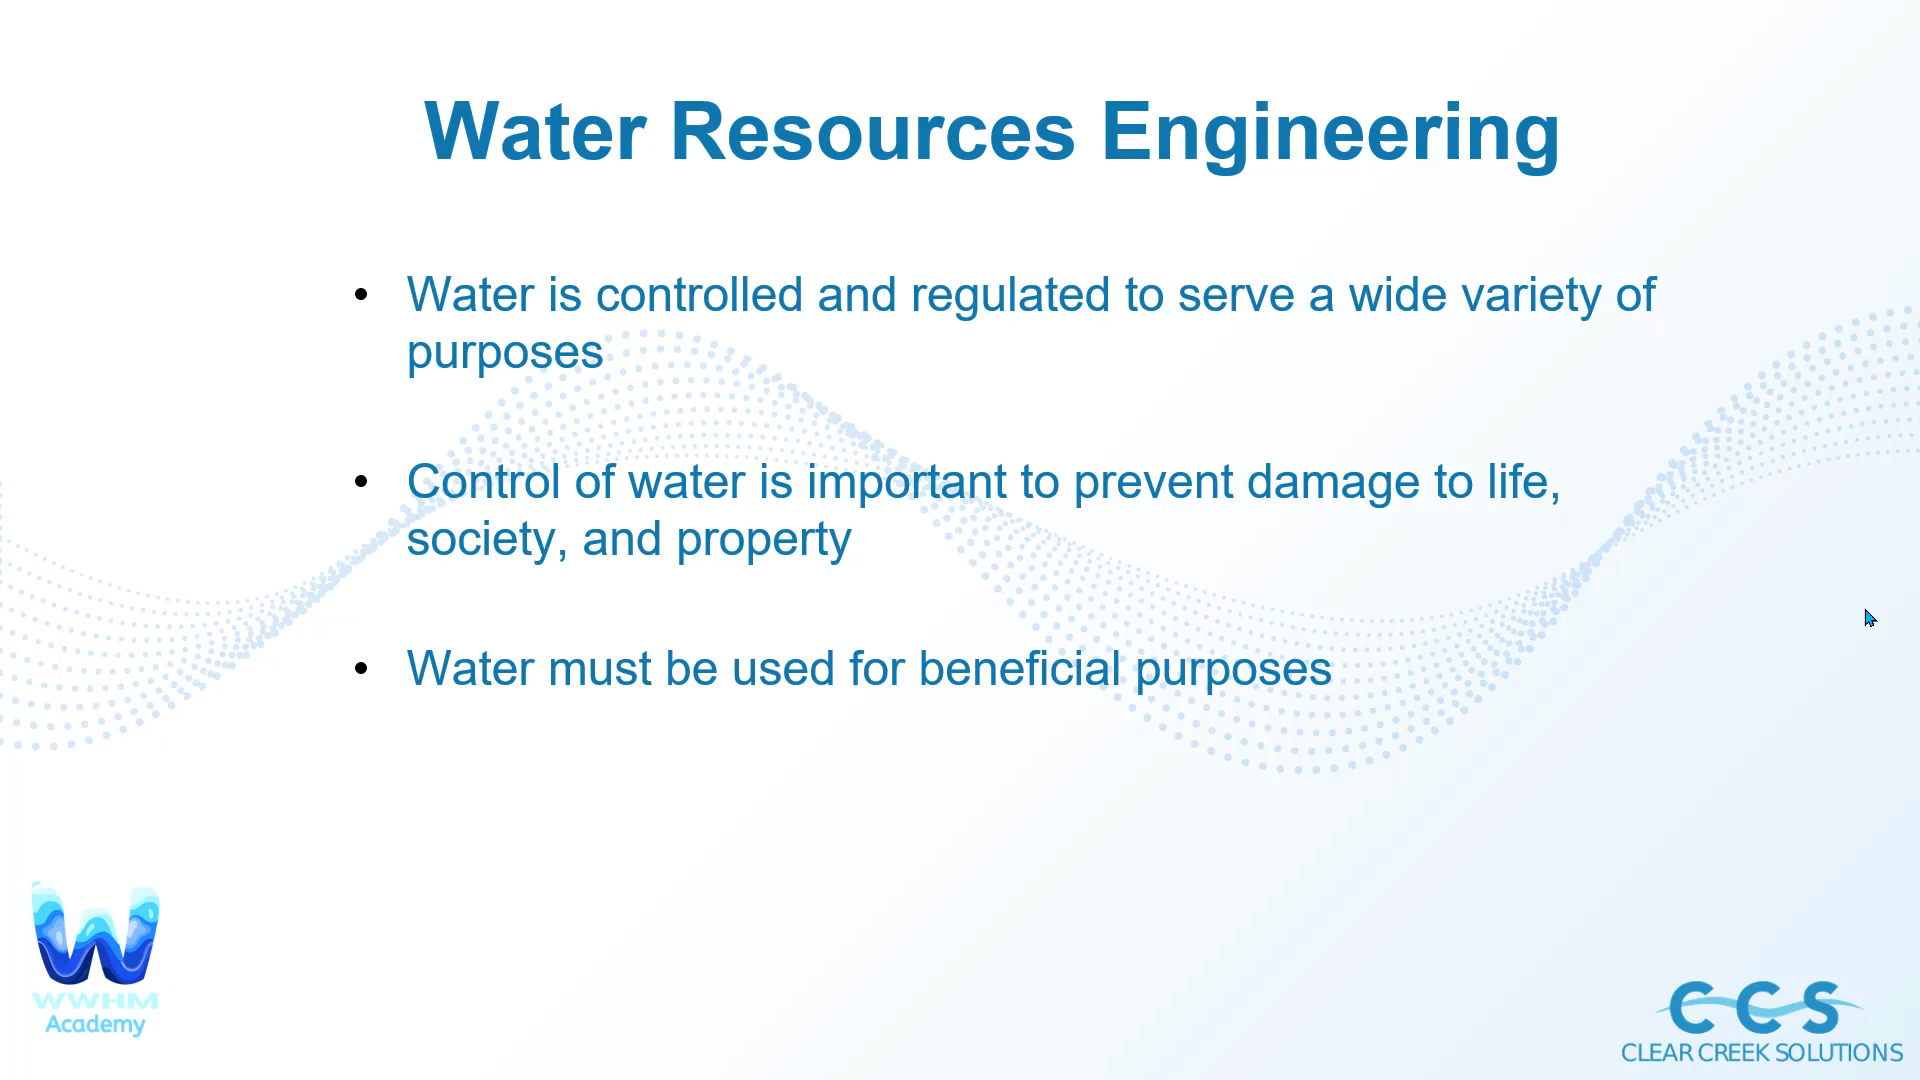 Water Resources Engineering
• Water is controlled and regulated to serve a wide variety of
purposes
• Control of water is important to prevent damage to life,
society, and property
• Water must be used for beneficial purposes
W
WWHM
Academy
CCS
CLEAR CREEK SOLUTIONS